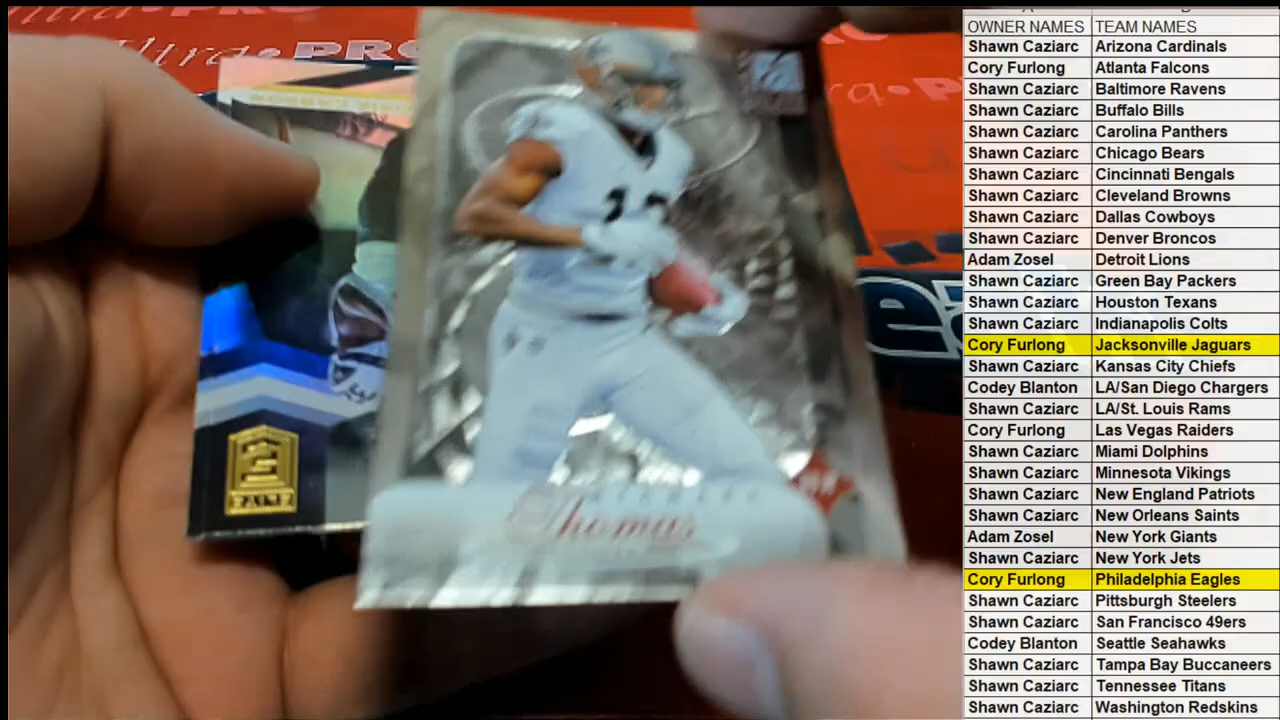 OWNER NAMES TEAM NAMES
Shawn Caziarc Arizona Cardinals
Cory Furlong Atlanta Falcons
Shawn Caziarc Baltimore Ravens
Shawn Caziarc Buffalo Bills
Shawn Caziarc Carolina Panthers
Shawn Caziarc Chicago Bears
Shawn Caziarc Cincinnati Bengals
Shawn Caziarc Cleveland Browns
Shawn Caziarc Dallas Cowboys
Shawn Caziarc Denver Broncos
Adam Zosel Detroit Lions
Shawn Caziarc Green Bay Packers
Shawn Caziarc Houston Texans
Shawn Caziarc Indianapolis Colts
Cory Furlong Jacksonville Jaguars
Shawn Caziarc Kansas City Chiefs
Codey Blanton LA/San Diego Chargers
Shawn Caziarc LA/St. Louis Rams
Cory Furlong Las Vegas Raiders
Shawn Caziarc Miami Dolphins
Shawn Caziarc Minnesota Vikings
Shawn Caziarc New England Patriots
Shawn Caziarc New Orleans Saints
Adam Zosel New York Giants
Shawn Caziarc New York Jets
Cory Furlong Philadelphia Eagles
Shawn Caziarc Pittsburgh Steelers
Shawn Caziarc San Francisco 49ers
Codey Blanton Seattle Seahawks
Shawn Caziarc Tampa Bay Buccaneers
Shawn Caziarc Tennessee Titans
Shawn Caziarc Washington Redskins
Thomas